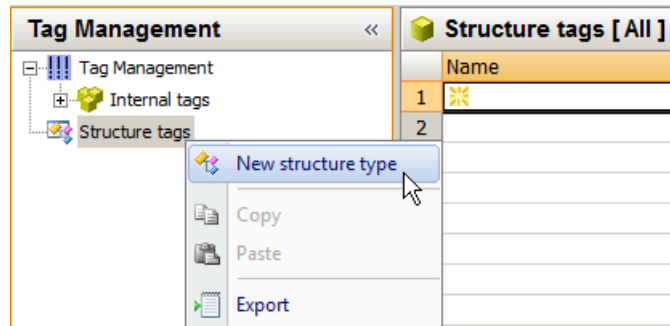 Tag Management «
Structure tags [ All ]
Tag Management
Internal tags
Structure tags
Name
1
2
New structure type
Copy
Paste
Export